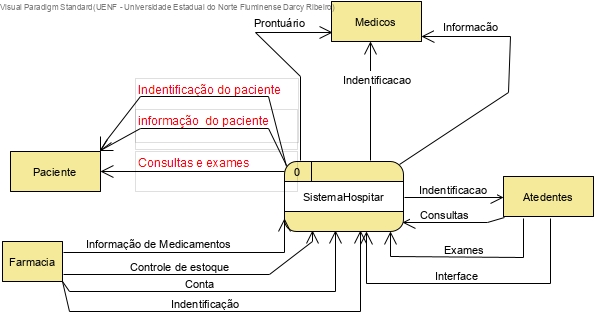 Visual Paradigm Standard(UENF - Universidade Estadual do Norte Fluminense Darcy Ribeiro)
Prontuário
Medicos
Informacão
Indentificacao
Indentificação do paciente
informação do paciente
Consultas e exames
Paciente
0
SistemaHospitar
Indentificacao
Atedentes
Consultas
Exames
Interface
Farmacia
Informação de Medicamentos
Controle de estoque
Conta
Indentificação